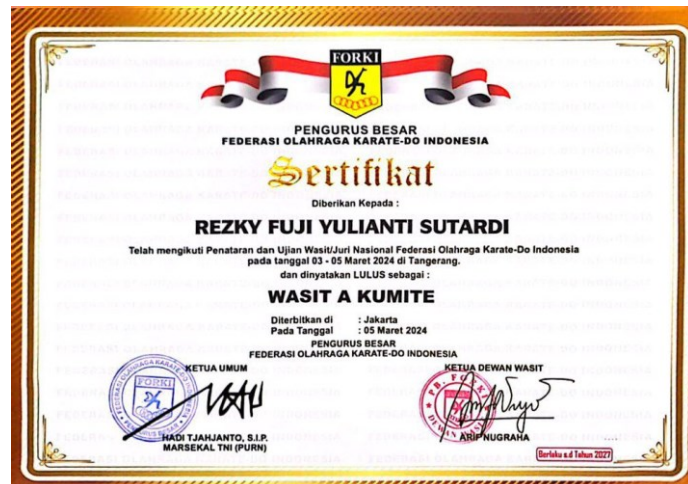 FORKI
PENGURUS BESAR
FEDERASI OLAHRAGA KARATE-DO INDONESIA
Sertifikat
Diberikan Kepada :
REZKY FUJI YULIANTI SUTARDI
Telah mengikuti Penataran dan Ujian Wasit/Juri Nasional Federasi Olahraga Karate-Do Indonesia
pada tanggal 03 - 05 Maret 2024 di Tangerang.
dan dinyatakan LULUS sebagai :
WASIT A KUMITE
Diterbitkan di : Jakarta
Pada Tanggal : 05 Maret 2024
PENGURUS BESAR
FEDERASI OLAHRAGA KARATE-DO INDONESIA
KETUA UMUM
KETUA DEWAN WASIT
FORKI
HADI TJAHJANTO, S.I.P.
MARSEKAL TNI (PURN)
ARIF NUGRAHA
Berlaku s.d Tahun 2027